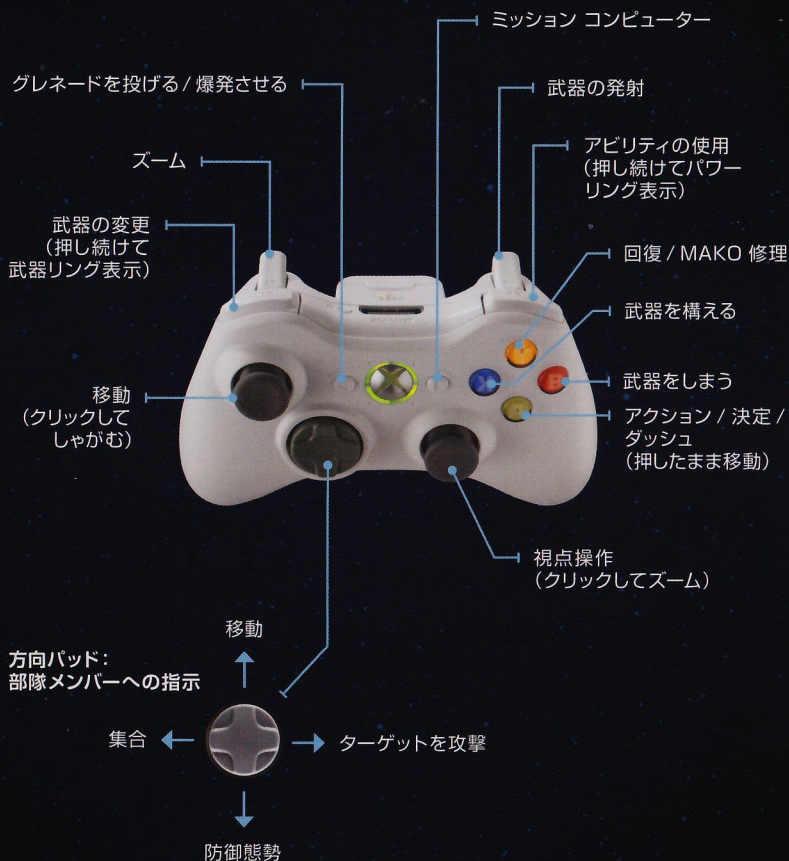 ミッション コンピューター
グレネードを投げる / 爆発させる
武器の発射
ズーム
アビリティの使用
(押し続けてパワー
リング表示)
武器の変更
(押し続けて
武器リング表示)
回復 / MAKO 修理
武器を構える
武器をしまう
移動
(クリックして
しゃがむ)
アクション / 決定 /
ダッシュ
(押したまま移動)
視点操作
(クリックしてズーム)
方向パッド:
部隊メンバーへの指示
移動
集合
ターゲットを攻撃
防御態勢
Y
X
B
A